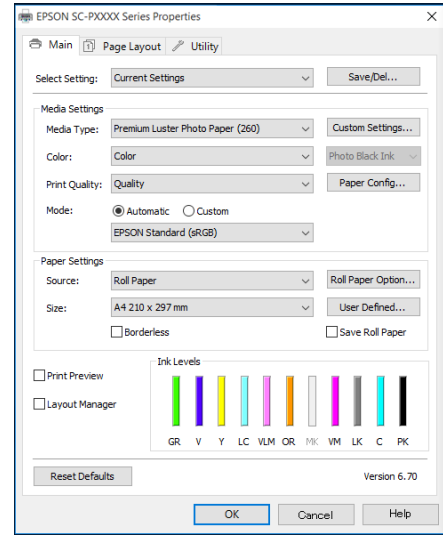 EPSON SC-PXXXX Series Properties
Main Page Layout Utility
Select Setting: Current Settings Save/Del...
Media Settings
Media Type: Premium Luster Photo Paper (260) Custom Settings...
Color: Color Photo Black Ink
Print Quality: Quality Paper Config...
Mode: Automatic Custom
EPSON Standard (sRGB)
Paper Settings
Source: Roll Paper Roll Paper Option...
Size: A4 210 x 297 mm User Defined...
Borderless Save Roll Paper
Ink Levels
Print Preview
Layout Manager
GR V Y LC VLM OR MK VM LK C PK
Reset Defaults Version 6.70
OK Cancel Help